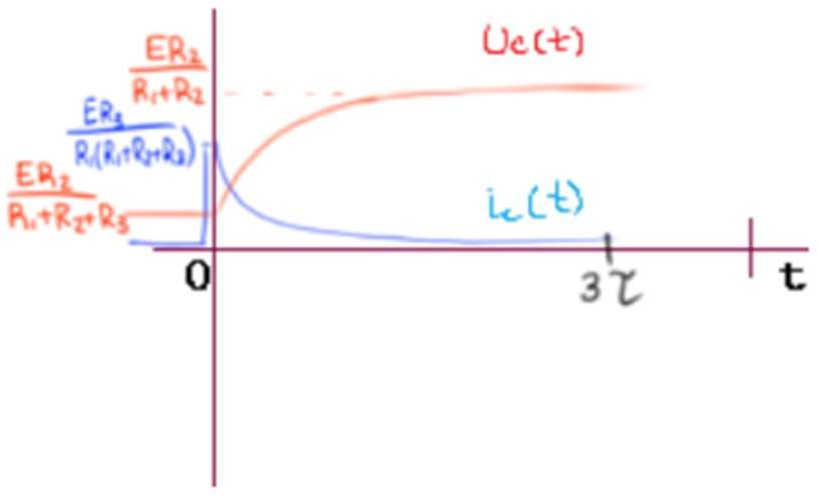 Uc(t)
ER2
R1+R2
ER3
R1(R1+R2+R3)
ER2
R1+R2+R3
ic(t)
0
3τ
t